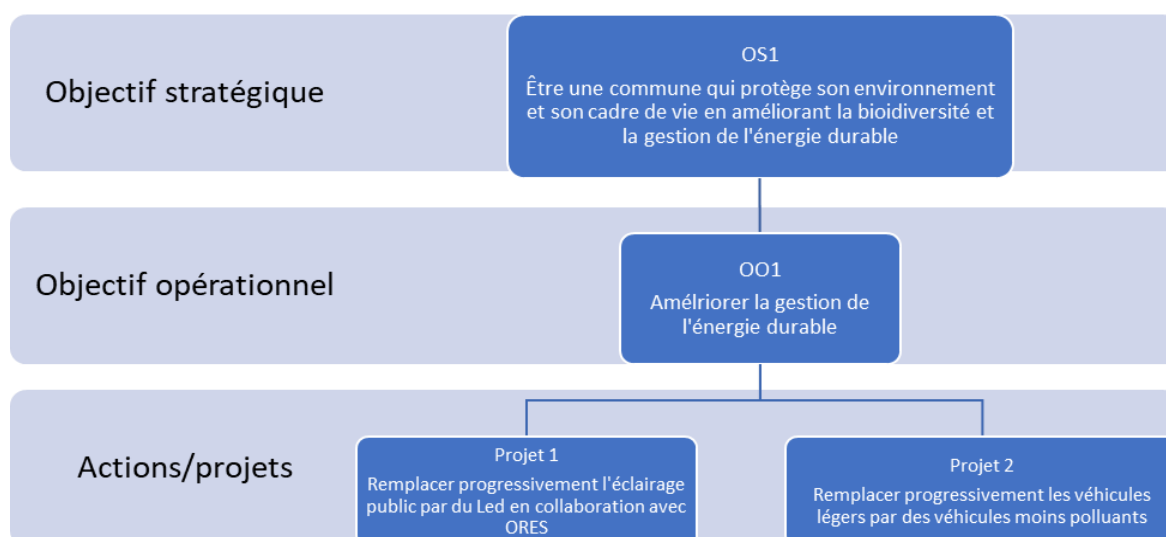 Objectif stratégique
OS1
Être une commune qui protège son environnement
et son cadre de vie en améliorant la bioidiversité et
la gestion de l'énergie durable
Objectif opérationnel
OO1
Amélriorer la gestion de
l'énergie durable
Actions/projets
Projet 1
Remplacer progressivement l'éclairage
public par du Led en collaboration avec
ORES
Projet 2
Remplacer progressivement les véhicules
légers par des véhicules moins polluants